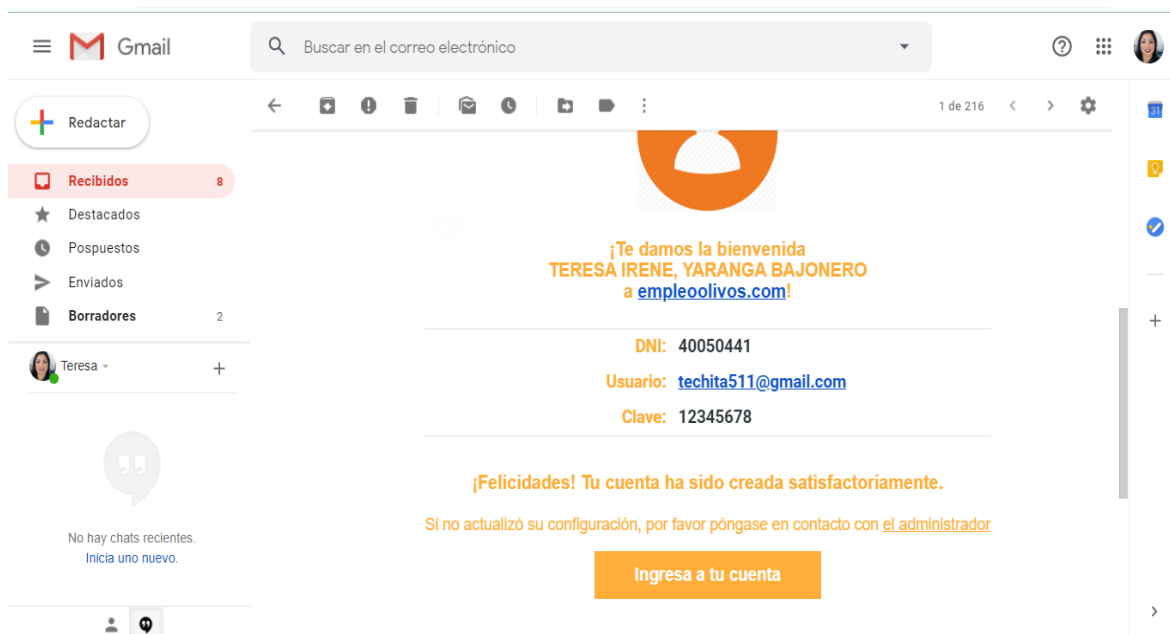 Gmail
Buscar en el correo electrónico
Redactar
1 de 216
31
Recibidos 8
Destacados
Pospuestos
Enviados
Borradores 2
Teresa
No hay chats recientes.
Inicia uno nuevo.
¡Te damos la bienvenida
TERESA IRENE, YARANGA BAJONERO
a empleoolivos.com!
DNI: 40050441
Usuario: techita511@gmail.com
Clave: 12345678
¡Felicidades! Tu cuenta ha sido creada satisfactoriamente.
Si no actualizó su configuración, por favor póngase en contacto con el administrador
Ingresa a tu cuenta